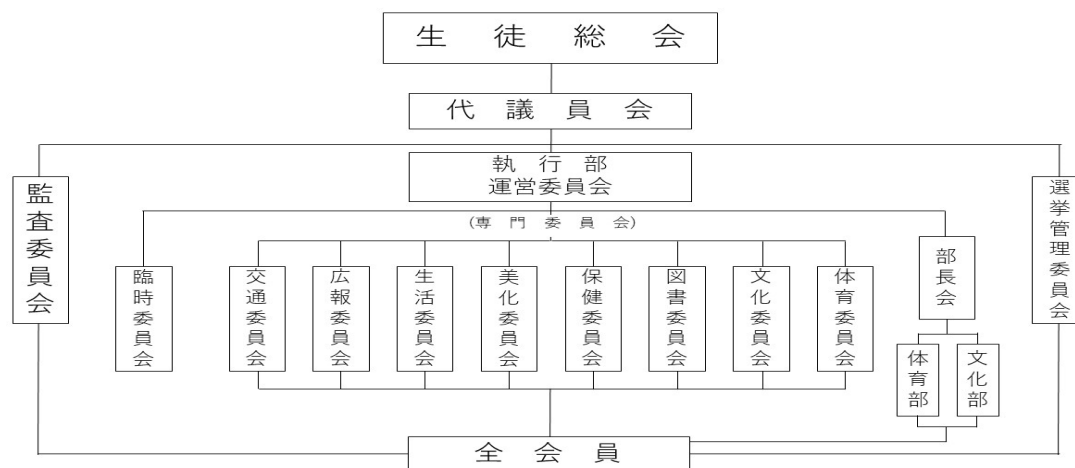 生徒総会
代議員会
執行部
運営委員会
監査委員会
選挙管理委員会
(専門委員会)
臨時委員会
交通委員会
広報委員会
生活委員会
美化委員会
保健委員会
図書委員会
文化委員会
体育委員会
部長会
体育部
文化部
全会員